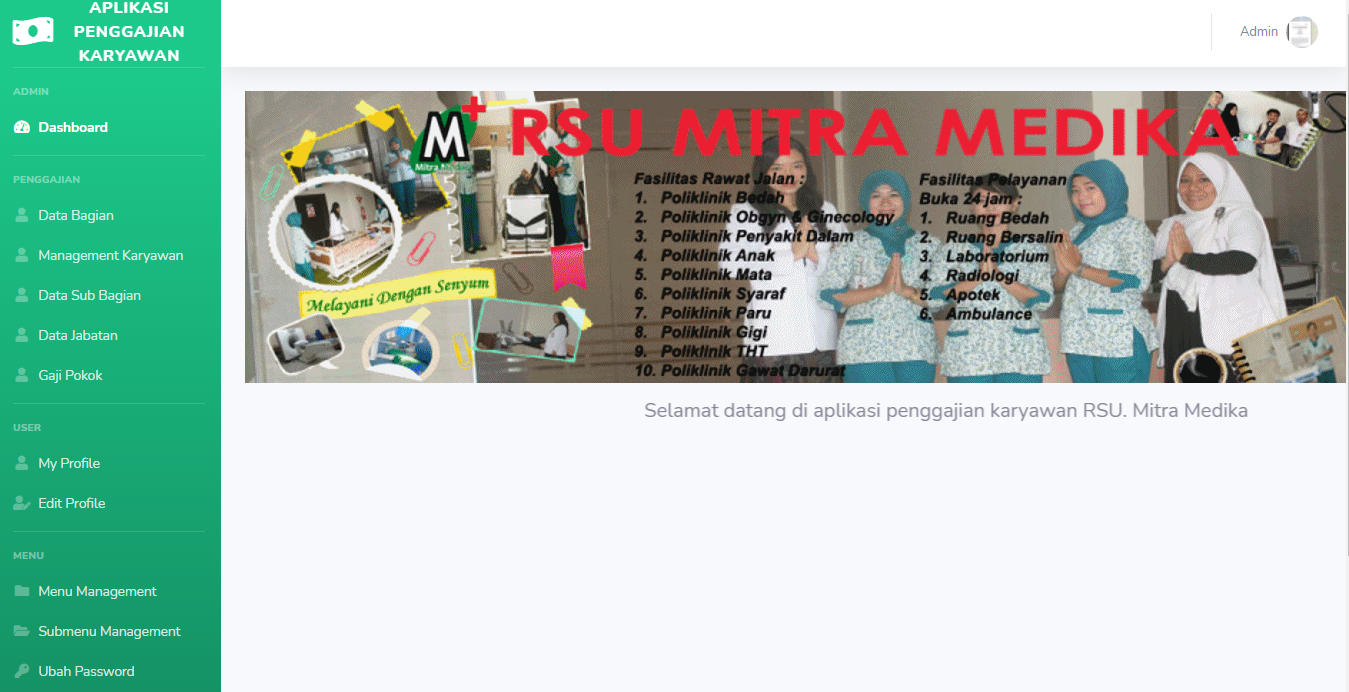 APLIKASI
PENGGAJIAN
KARYAWAN
ADMIN
Dashboard
PENGGAJIAN
Data Bagian
Management Karyawan
Data Sub Bagian
Data Jabatan
Gaji Pokok
USER
My Profile
Edit Profile
MENU
Menu Management
Submenu Management
Ubah Password
Admin
M
Mitra Medika
RSU MITRA MEDIKA
Melayani Dengan Senyum
Fasilitas Rawat Jalan :
1. Poliklinik Bedah
2. Poliklinik Obgyn & Ginecology
3. Poliklinik Penyakit Dalam
4. Poliklinik Anak
5. Poliklinik Mata
6. Poliklinik Syaraf
7. Poliklinik Paru
8. Poliklinik Gigi
9. Poliklinik THT
10. Poliklinik Gawat Darurat
Fasilitas Pelayanan
Buka 24 jam :
1. Ruang Bedah
2. Ruang Bersalin
3. Laboratorium
4. Radiologi
5. Apotek
6. Ambulance
Selamat datang di aplikasi penggajian karyawan RSU. Mitra Medika